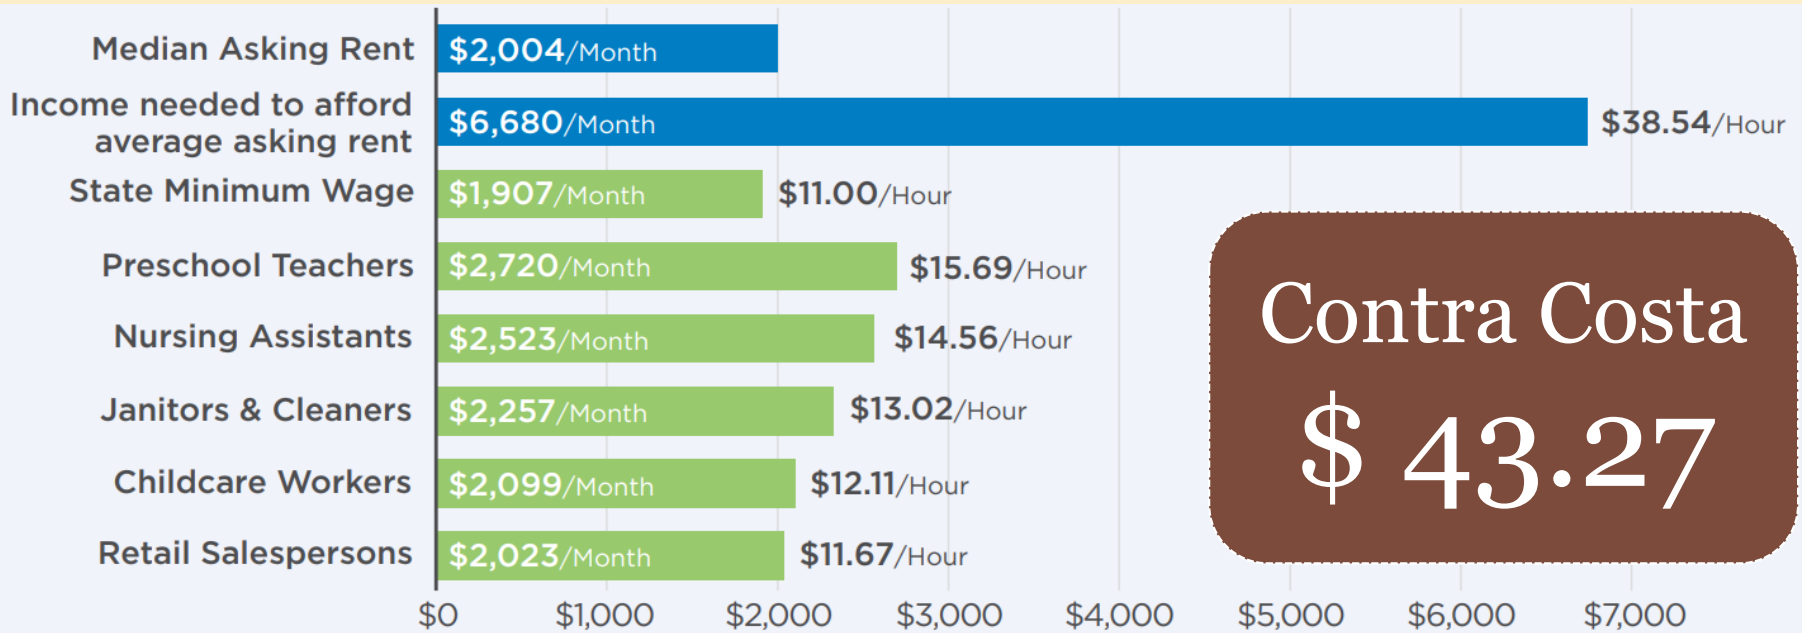 Median Asking Rent $2,004/Month
Income needed to afford
average asking rent $6,680/Month $38.54/Hour
State Minimum Wage $1,907/Month $11.00/Hour
Preschool Teachers $2,720/Month $15.69/Hour
Nursing Assistants $2,523/Month $14.56/Hour
Janitors & Cleaners $2,257/Month $13.02/Hour
Childcare Workers $2,099/Month $12.11/Hour
Retail Salespersons $2,023/Month $11.67/Hour
$0 $1,000 $2,000 $3,000 $4,000 $5,000 $6,000 $7,000
Contra Costa
$ 43.27